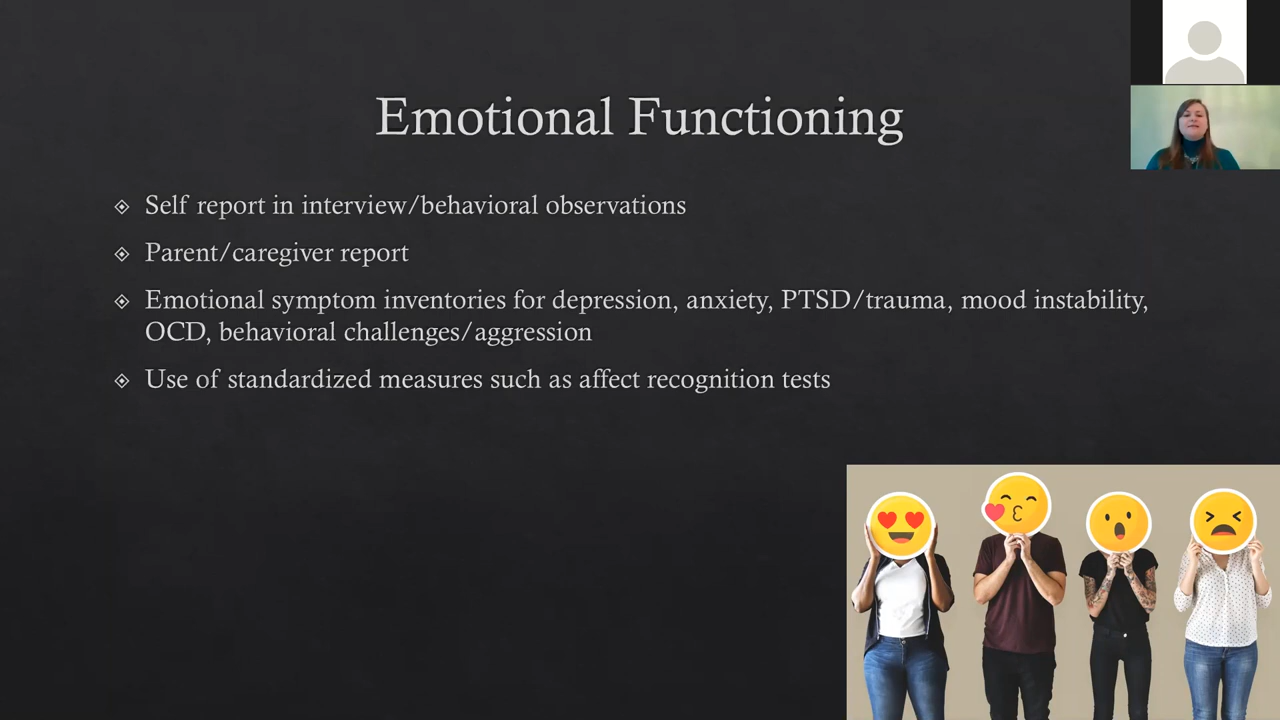 Emotional Functioning
Self report in interview/behavioral observations
Parent/caregiver report
Emotional symptom inventories for depression, anxiety, PTSD/trauma, mood instability,
OCD, behavioral challenges/aggression
Use of standardized measures such as affect recognition tests